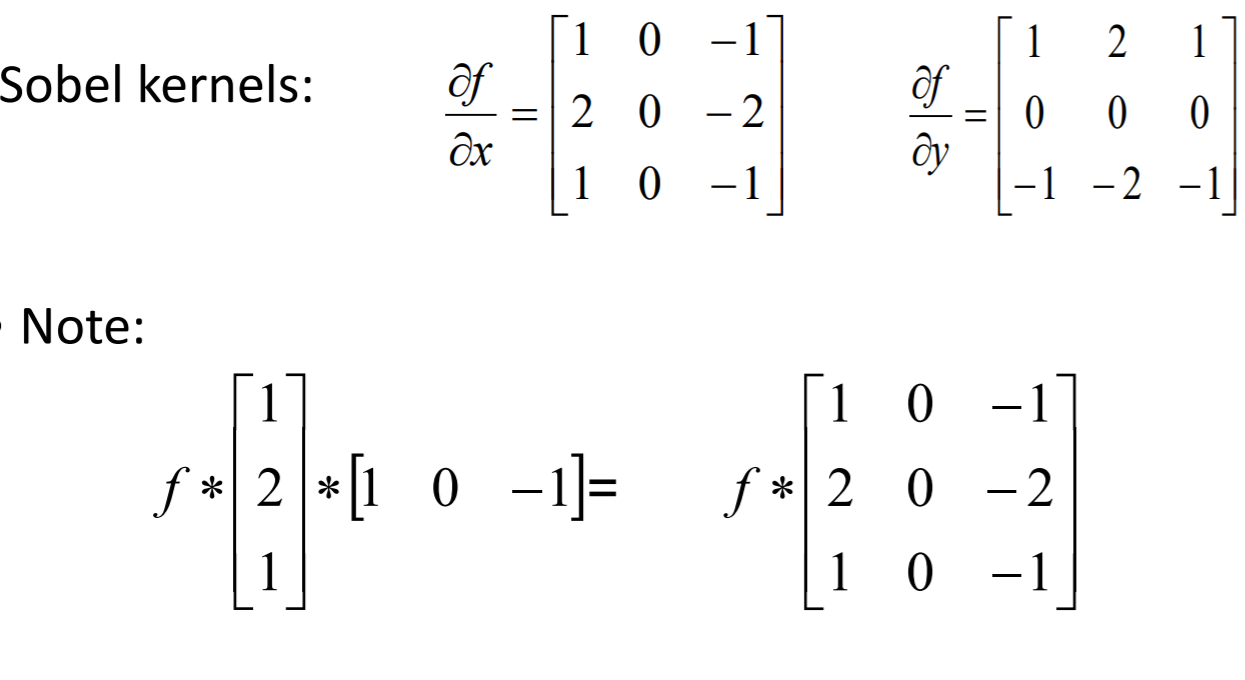 Sobel kernels: ∂f/∂x = [1 0 −1; 2 0 −2; 1 0 −1] ∂f/∂y = [1 2 1; 0 0 0; −1 −2 −1]
• Note:
f * [1; 2; 1] * [1 0 −1] = f * [1 0 −1; 2 0 −2; 1 0 −1]